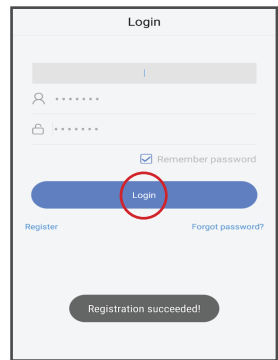 Login
·······
·······
Remember password
Login
Register Forgot password?
Registration succeeded!